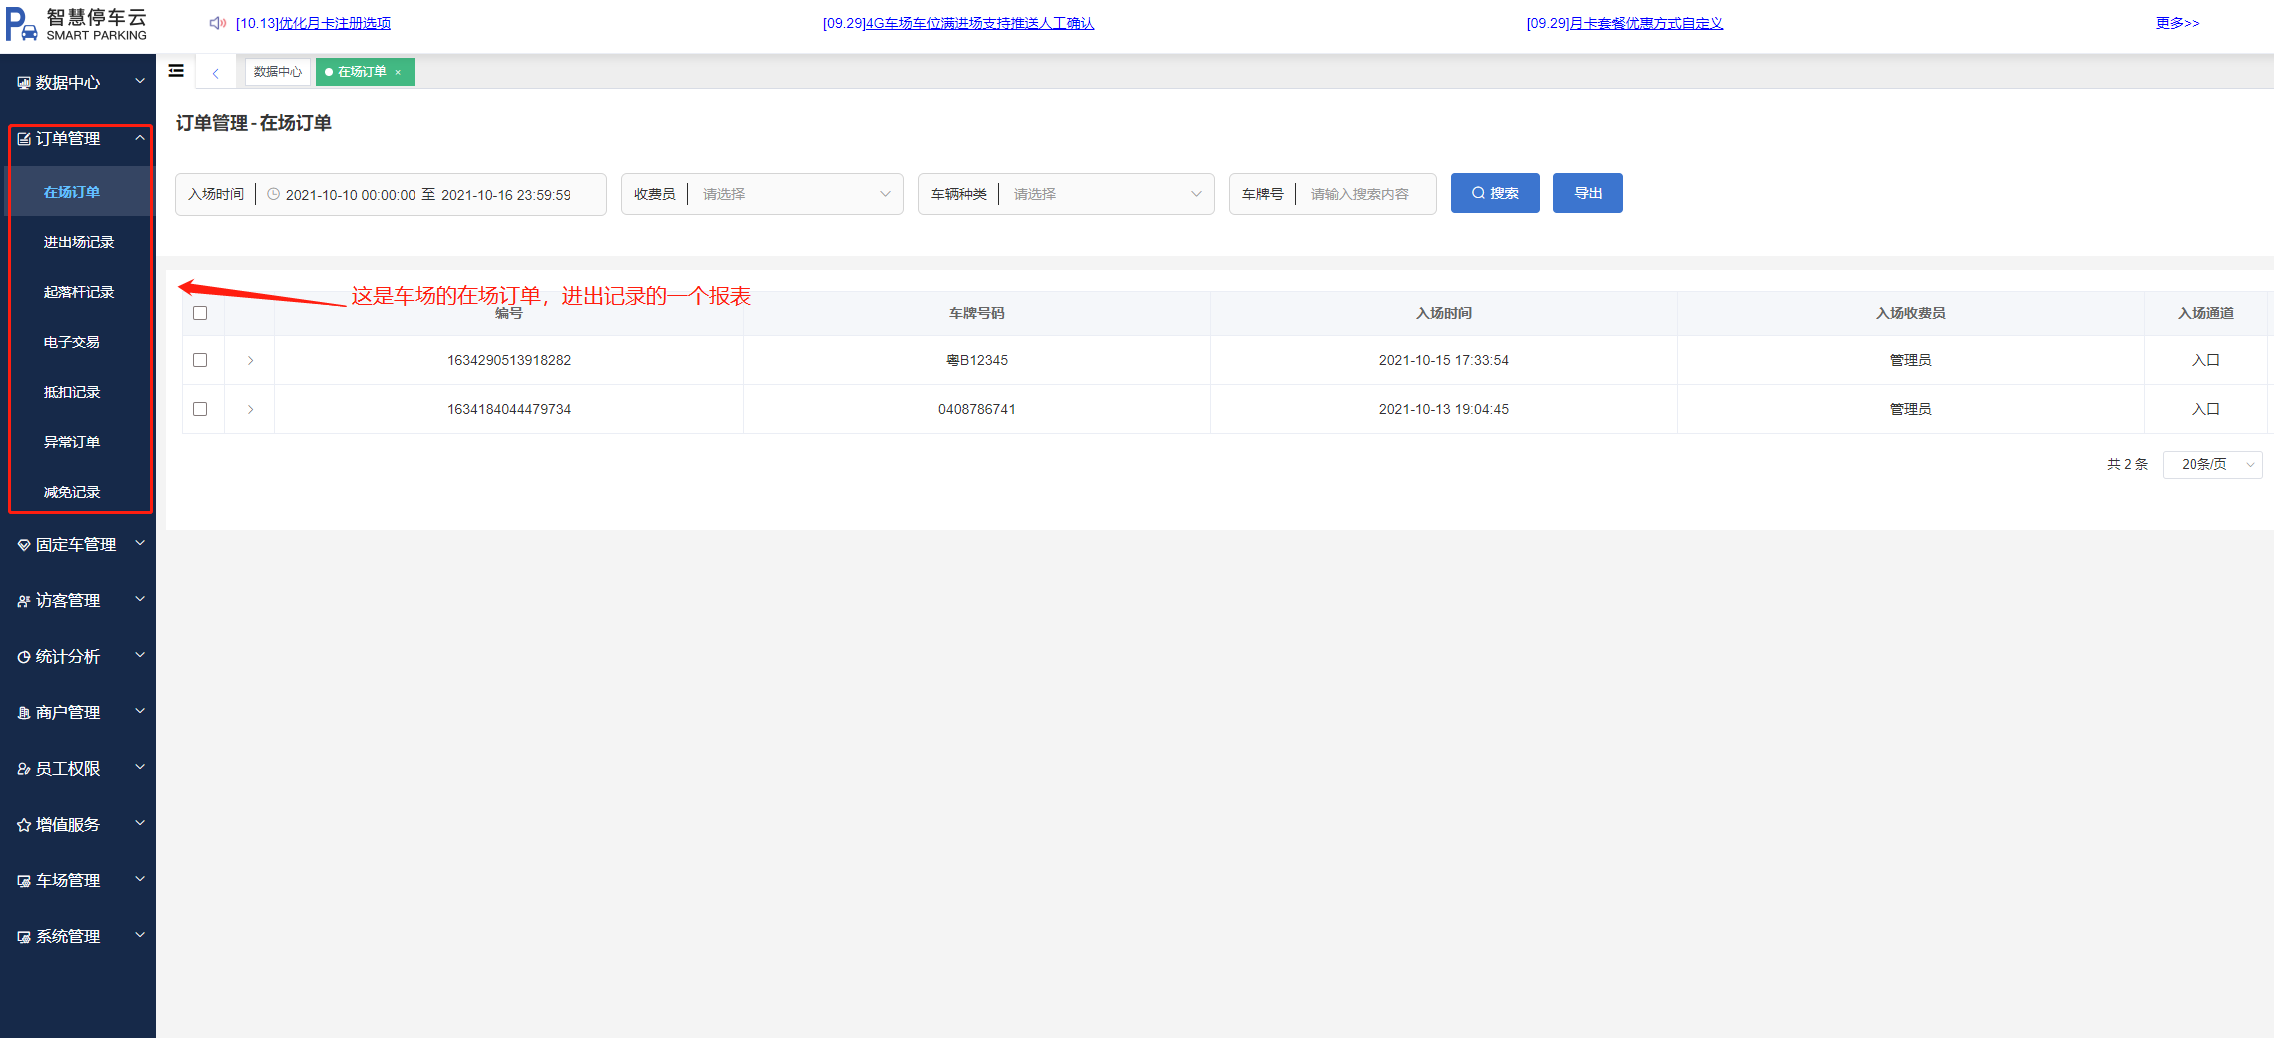 智慧停车云
SMART PARKING
[10.13]优化月卡注册选项
[09.29]4G车场车位满进场支持推送人工确认
[09.29]月卡套餐优惠方式自定义
更多>>
数据中心
订单管理
在场订单
进出场记录
起落杆记录
电子交易
抵扣记录
异常订单
减免记录
固定车管理
访客管理
统计分析
商户管理
员工权限
增值服务
车场管理
系统管理
数据中心
在场订单 ×
订单管理-在场订单
入场时间 2021-10-10 00:00:00 至 2021-10-16 23:59:59
收费员 请选择
车辆种类 请选择
车牌号 请输入搜索内容
搜索
导出
这是车场的在场订单，进出记录的一个报表
编号 车牌号码 入场时间 入场收费员 入场通道
1634290513918282 粤B12345 2021-10-15 17:33:54 管理员 入口
1634184044479734 0408786741 2021-10-13 19:04:45 管理员 入口
共 2 条 20条/页